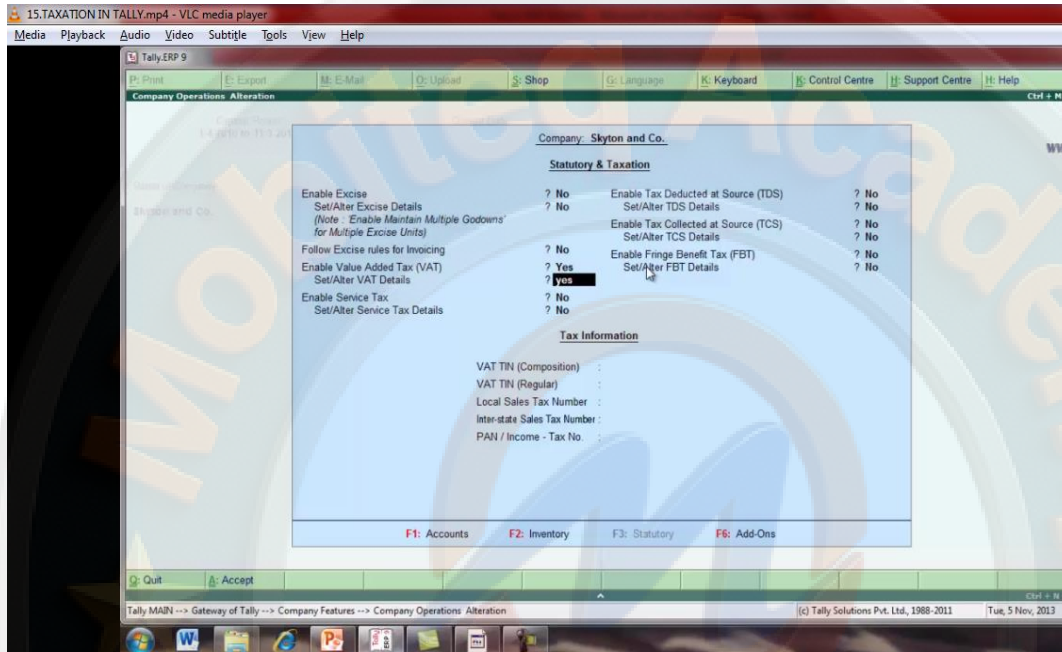 15.TAXATION IN TALLY.mp4 - VLC media player
Media Playback Audio Video Subtitle Tools View Help
Tally.ERP 9
P: Print E: Export M: E-Mail O: Upload S: Shop G: Language K: Keyboard K: Control Centre H: Support Centre H: Help
Company Operations Alteration Ctrl + M
Company: Skyton and Co.
Statutory & Taxation
Enable Excise ? No Enable Tax Deducted at Source (TDS) ? No
Set/Alter Excise Details ? No Set/Alter TDS Details ? No
(Note : 'Enable Maintain Multiple Godowns' Enable Tax Collected at Source (TCS) ? No
for Multiple Excise Units) Set/Alter TCS Details ? No
Follow Excise rules for Invoicing ? No Enable Fringe Benefit Tax (FBT) ? No
Enable Value Added Tax (VAT) ? Yes Set/Alter FBT Details ? No
Set/Alter VAT Details ? yes
Enable Service Tax ? No
Set/Alter Service Tax Details ? No
Tax Information
VAT TIN (Composition) :
VAT TIN (Regular) :
Local Sales Tax Number :
Inter-state Sales Tax Number :
PAN / Income - Tax No. :
Skyton and Co.
F1: Accounts F2: Inventory F3: Statutory F6: Add-Ons
Q: Quit A: Accept
Ctrl + N
Tally MAIN --> Gateway of Tally --> Company Features --> Company Operations Alteration (c) Tally Solutions Pvt. Ltd., 1988-2011 Tue, 5 Nov, 2013
Mobited Academ